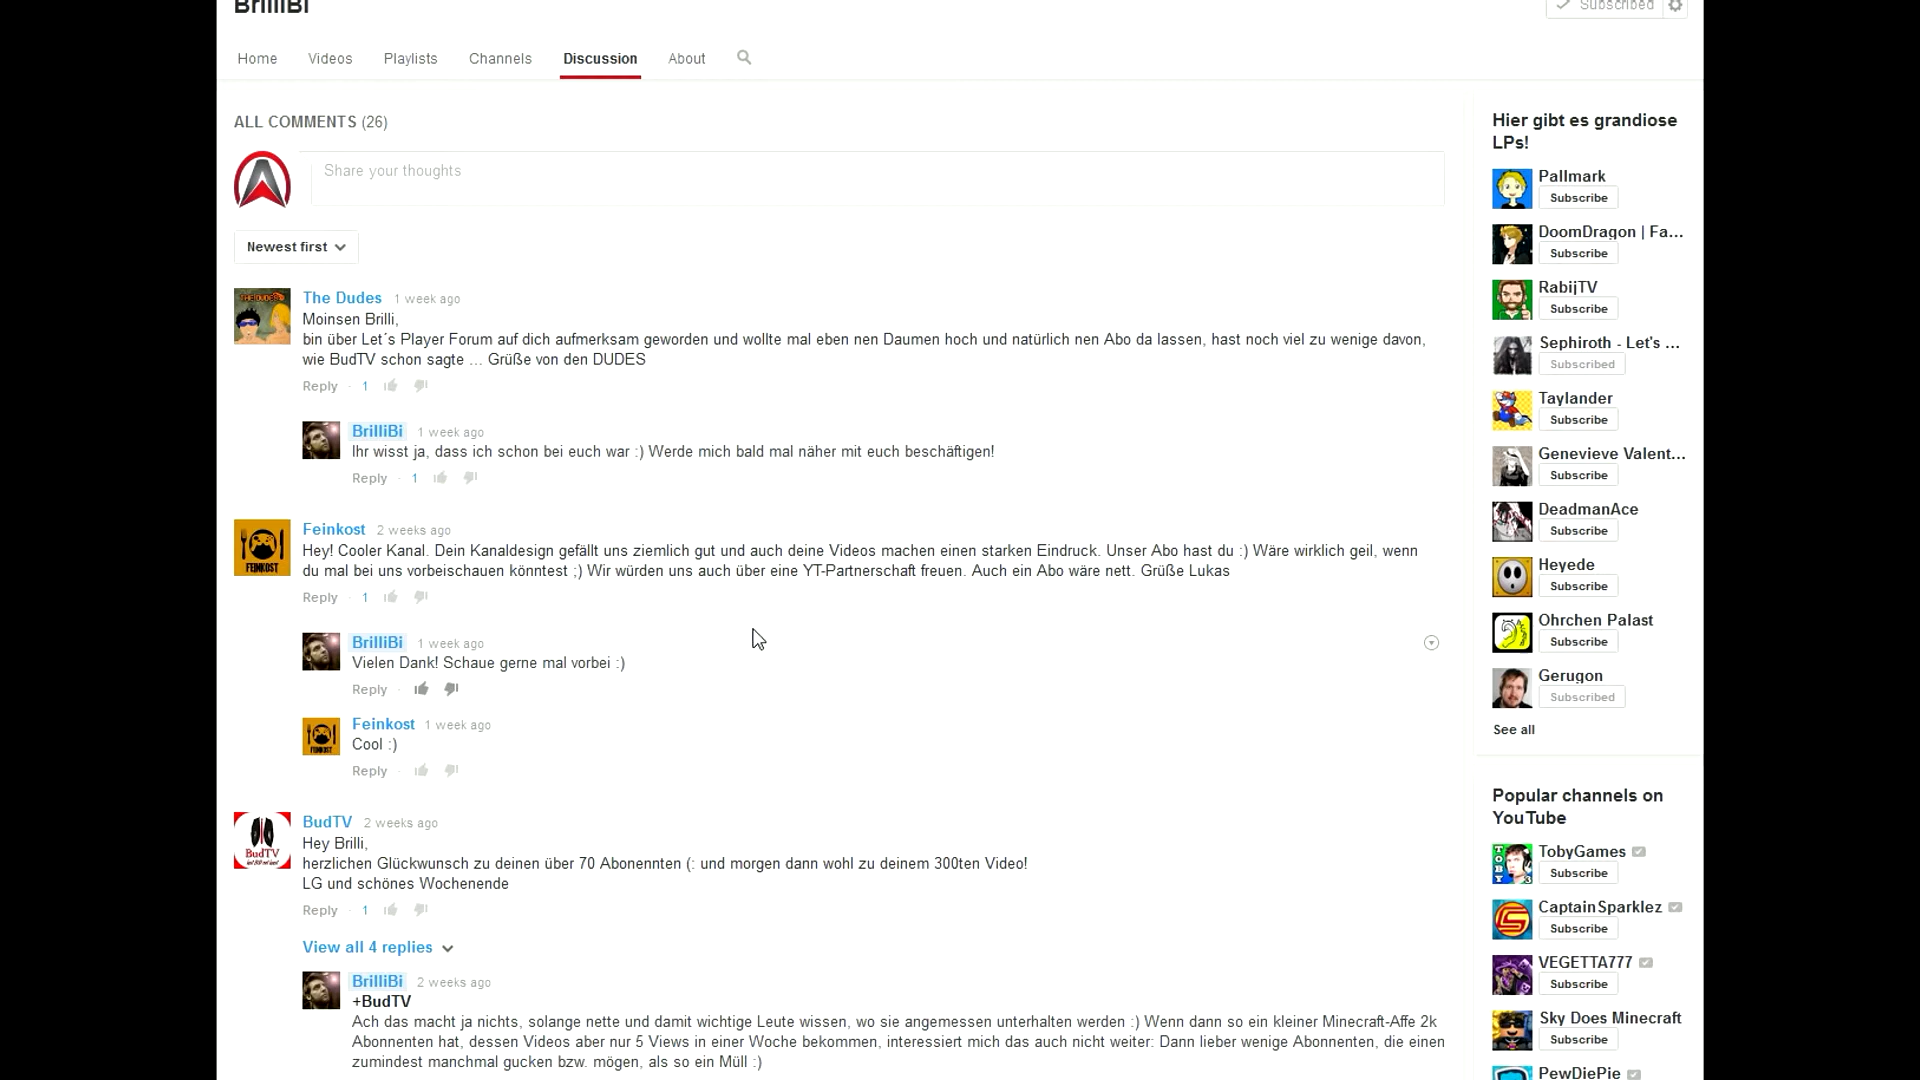 BrilliBi
Subscribed
Home Videos Playlists Channels Discussion About
ALL COMMENTS (26)
Share your thoughts
Newest first
THE DUDES
The Dudes 1 week ago
Moinsen Brilli,
bin über Let´s Player Forum auf dich aufmerksam geworden und wollte mal eben nen Daumen hoch und natürlich nen Abo da lassen, hast noch viel zu wenige davon,
wie BudTV schon sagte ... Grüße von den DUDES
Reply · 1
BrilliBi 1 week ago
Ihr wisst ja, dass ich schon bei euch war :) Werde mich bald mal näher mit euch beschäftigen!
Reply · 1
FEINKOST
Feinkost 2 weeks ago
Hey! Cooler Kanal. Dein Kanaldesign gefällt uns ziemlich gut und auch deine Videos machen einen starken Eindruck. Unser Abo hast du :) Wäre wirklich geil, wenn
du mal bei uns vorbeischauen könntest ;) Wir würden uns auch über eine YT-Partnerschaft freuen. Auch ein Abo wäre nett. Grüße Lukas
Reply · 1
BrilliBi 1 week ago
Vielen Dank! Schaue gerne mal vorbei :)
Reply ·
FEINKOST
Feinkost 1 week ago
Cool :)
Reply ·
BudTV
BudTV 2 weeks ago
Hey Brilli,
herzlichen Glückwunsch zu deinen über 70 Abonennten (: und morgen dann wohl zu deinem 300ten Video!
LG und schönes Wochenende
Reply · 1
View all 4 replies
BrilliBi 2 weeks ago
+BudTV
Ach das macht ja nichts, solange nette und damit wichtige Leute wissen, wo sie angemessen unterhalten werden :) Wenn dann so ein kleiner Minecraft-Affe 2k
Abonnenten hat, dessen Videos aber nur 5 Views in einer Woche bekommen, interessiert mich das auch nicht weiter: Dann lieber wenige Abonnenten, die einen
zumindest manchmal gucken bzw. mögen, als so ein Müll :)
Hier gibt es grandiose
LPs!
Pallmark
Subscribe
DoomDragon | Fa...
Subscribe
RabijTV
Subscribe
Sephiroth - Let's ...
Subscribed
Taylander
Subscribe
Genevieve Valent...
Subscribe
DeadmanAce
Subscribe
Heyede
Subscribe
Ohrchen Palast
Subscribe
Gerugon
Subscribed
See all
Popular channels on
YouTube
TobyGames
Subscribe
CaptainSparklez
Subscribe
VEGETTA777
Subscribe
Sky Does Minecraft
Subscribe
PewDiePie